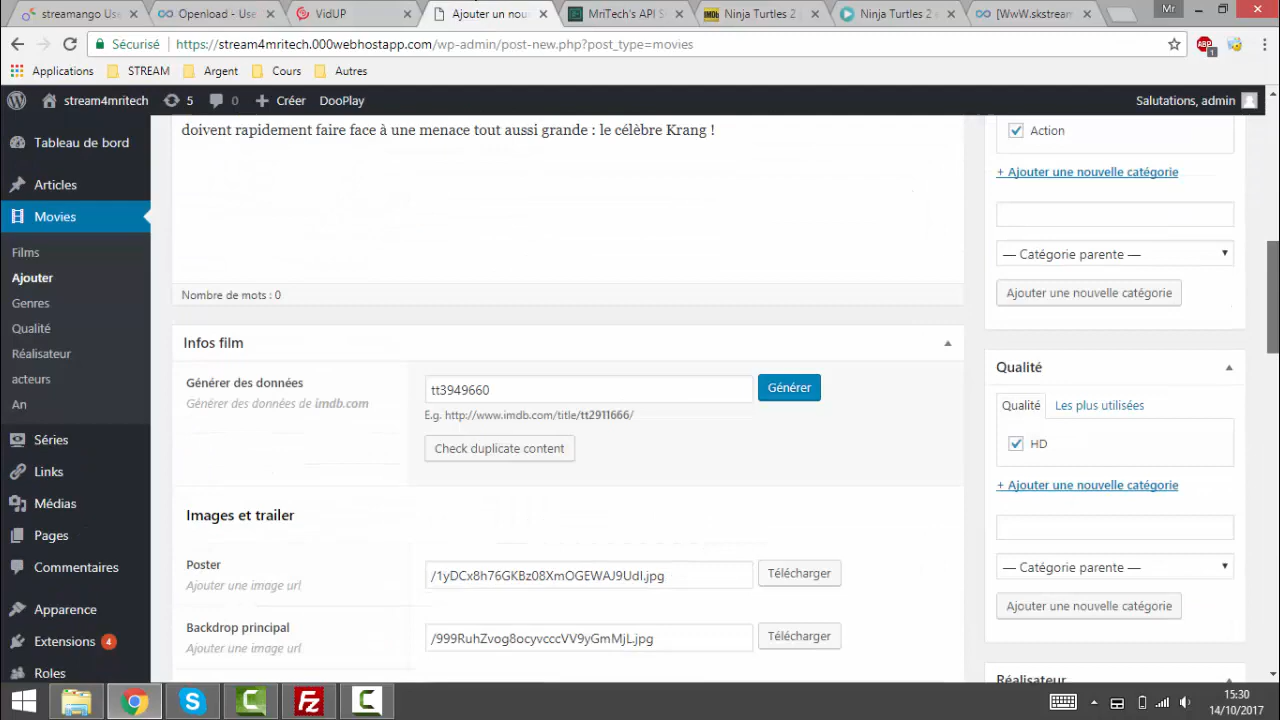 streamango Use
Openload - Use
VidUP
Ajouter un nou
MriTech's API S
Ninja Turtles 2
Ninja Turtles 2
[WwW.skstream
Mr
Sécurisé
https://stream4mritech.000webhostapp.com/wp-admin/post-new.php?post_type=movies
ABP
1
Applications
STREAM
Argent
Cours
Autres
stream4mritech
5
0
Créer
DooPlay
Salutations, admin
Tableau de bord
Articles
Movies
Films
Ajouter
Genres
Qualité
Réalisateur
acteurs
An
Séries
Links
Médias
Pages
Commentaires
Apparence
Extensions 4
Roles
doivent rapidement faire face à une menace tout aussi grande : le célèbre Krang !
Nombre de mots : 0
Infos film
Générer des données
Générer des données de imdb.com
tt3949660
Générer
E.g. http://www.imdb.com/title/tt2911666/
Check duplicate content
Images et trailer
Poster
Ajouter une image url
/1yDCx8h76GKBz08XmOGEWAJ9UdI.jpg
Télécharger
Backdrop principal
Ajouter une image url
/999RuhZvog8ocyvcccVV9yGmMjL.jpg
Télécharger
Action
+ Ajouter une nouvelle catégorie
— Catégorie parente —
Ajouter une nouvelle catégorie
Qualité
Qualité
Les plus utilisées
HD
+ Ajouter une nouvelle catégorie
— Catégorie parente —
Ajouter une nouvelle catégorie
Réalisateur
15:30
14/10/2017